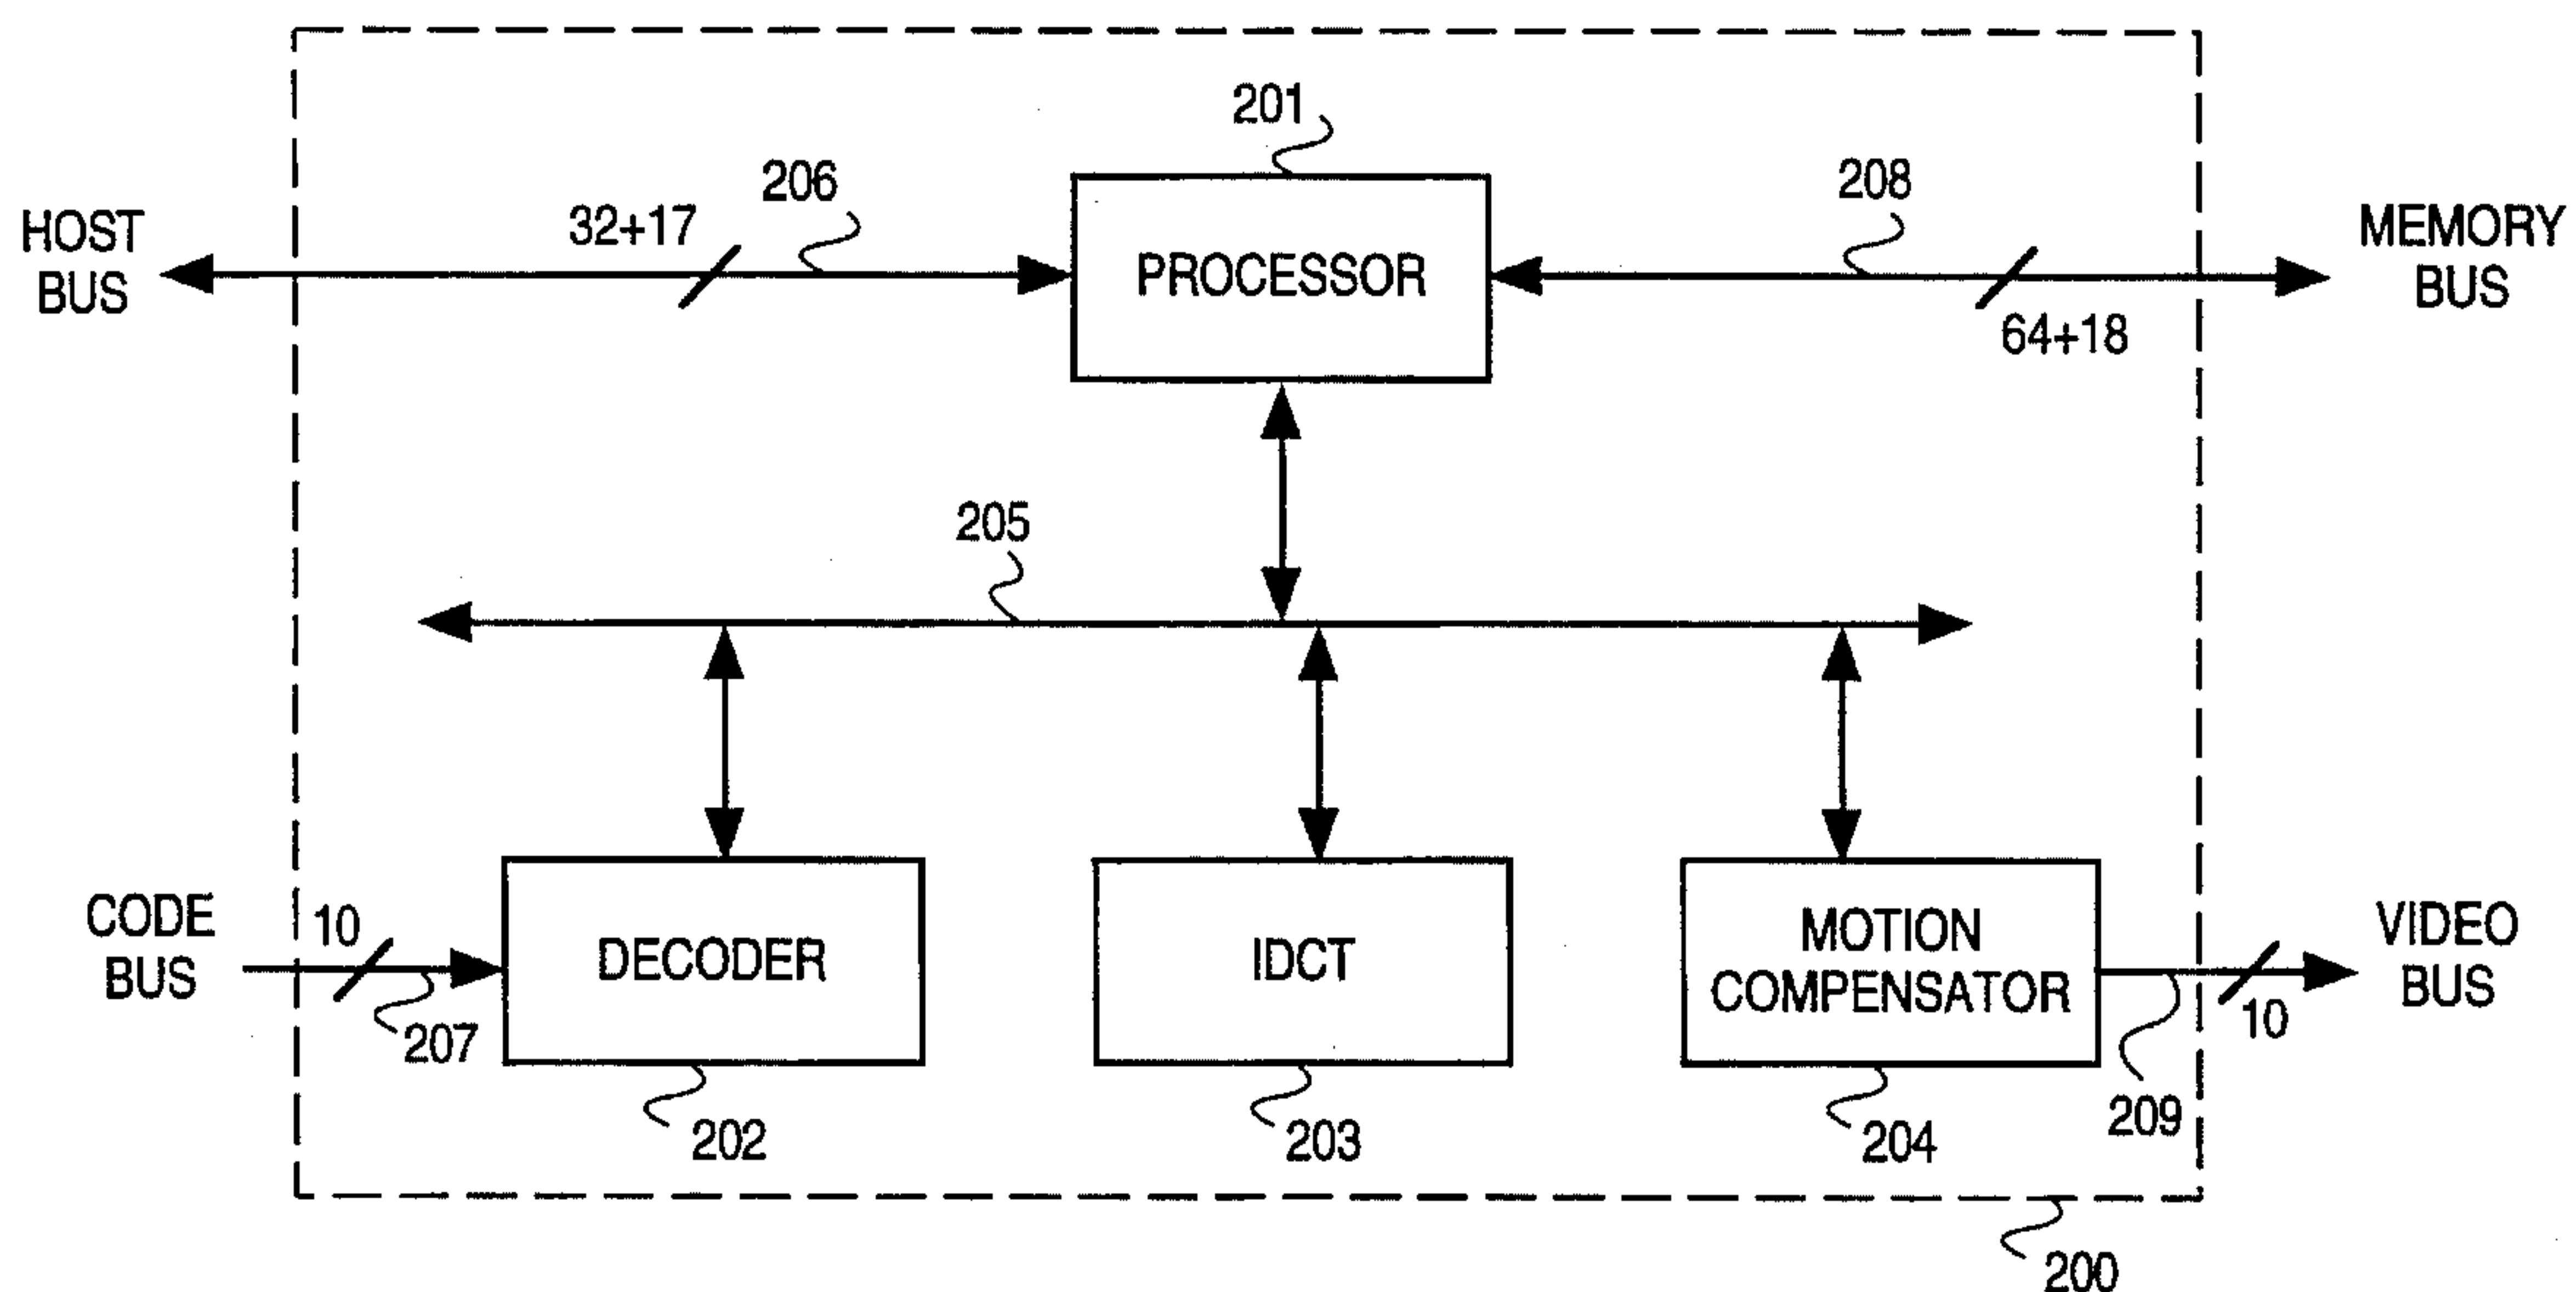 201
206
208
32+17
HOST
BUS
PROCESSOR
MEMORY
BUS
64+18
205
CODE
BUS
10
207
DECODER
IDCT
MOTION
COMPENSATOR
VIDEO
BUS
10
209
202
203
204
200